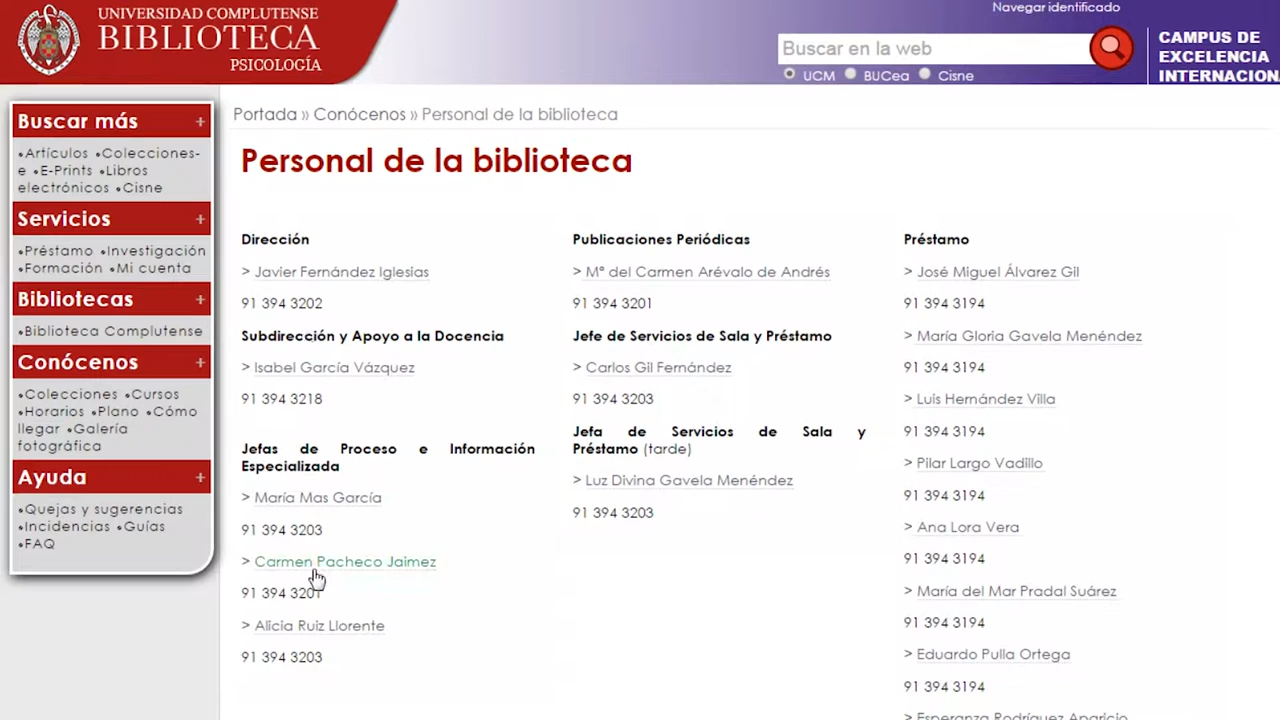 UNIVERSIDAD COMPLUTENSE
BIBLIOTECA
PSICOLOGÍA
Navegar identificado
Buscar en la web
UCM BUCea Cisne
CAMPUS DE
EXCELENCIA
INTERNACION
Buscar más +
•Artículos •Colecciones-
e •E-Prints •Libros
electrónicos •Cisne
Servicios +
•Préstamo •Investigación
•Formación •Mi cuenta
Bibliotecas +
•Biblioteca Complutense
Conócenos +
•Colecciones •Cursos
•Horarios •Plano •Cómo
llegar •Galería
fotográfica
Ayuda +
•Quejas y sugerencias
•Incidencias •Guías
•FAQ
Portada » Conócenos » Personal de la biblioteca
Personal de la biblioteca
Dirección
> Javier Fernández Iglesias
91 394 3202
Subdirección y Apoyo a la Docencia
> Isabel García Vázquez
91 394 3218
Jefas de Proceso e Información
Especializada
> María Mas García
91 394 3203
> Carmen Pacheco Jaimez
91 394 3201
> Alicia Ruiz Llorente
91 394 3203
Publicaciones Periódicas
> Mª del Carmen Arévalo de Andrés
91 394 3201
Jefe de Servicios de Sala y Préstamo
> Carlos Gil Fernández
91 394 3203
Jefa de Servicios de Sala y
Préstamo (tarde)
> Luz Divina Gavela Menéndez
91 394 3203
Préstamo
> José Miguel Álvarez Gil
91 394 3194
> María Gloria Gavela Menéndez
91 394 3194
> Luis Hernández Villa
91 394 3194
> Pilar Largo Vadillo
91 394 3194
> Ana Lora Vera
91 394 3194
> María del Mar Pradal Suárez
91 394 3194
> Eduardo Pulla Ortega
91 394 3194
> Esperanza Rodríguez Aparicio